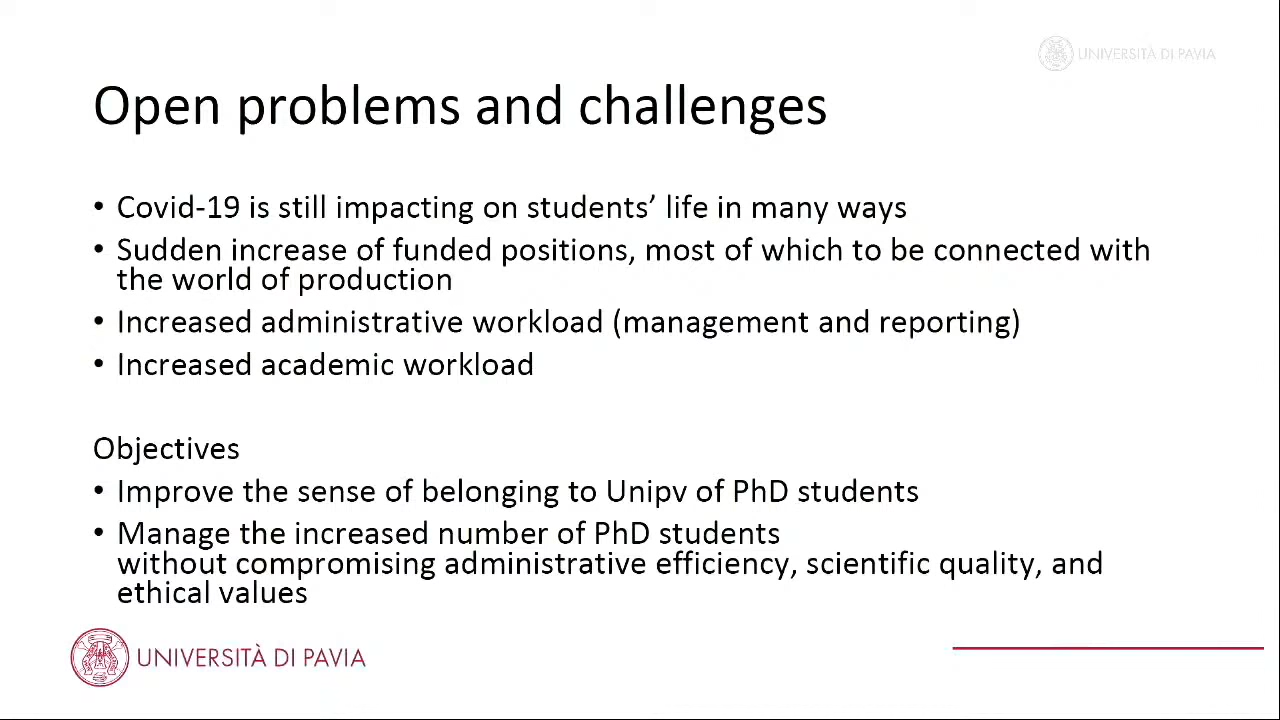 UNIVERSITÀ DI PAVIA
Open problems and challenges
• Covid-19 is still impacting on students’ life in many ways
• Sudden increase of funded positions, most of which to be connected with
the world of production
• Increased administrative workload (management and reporting)
• Increased academic workload
Objectives
• Improve the sense of belonging to Unipv of PhD students
• Manage the increased number of PhD students
without compromising administrative efficiency, scientific quality, and
ethical values
UNIVERSITÀ DI PAVIA